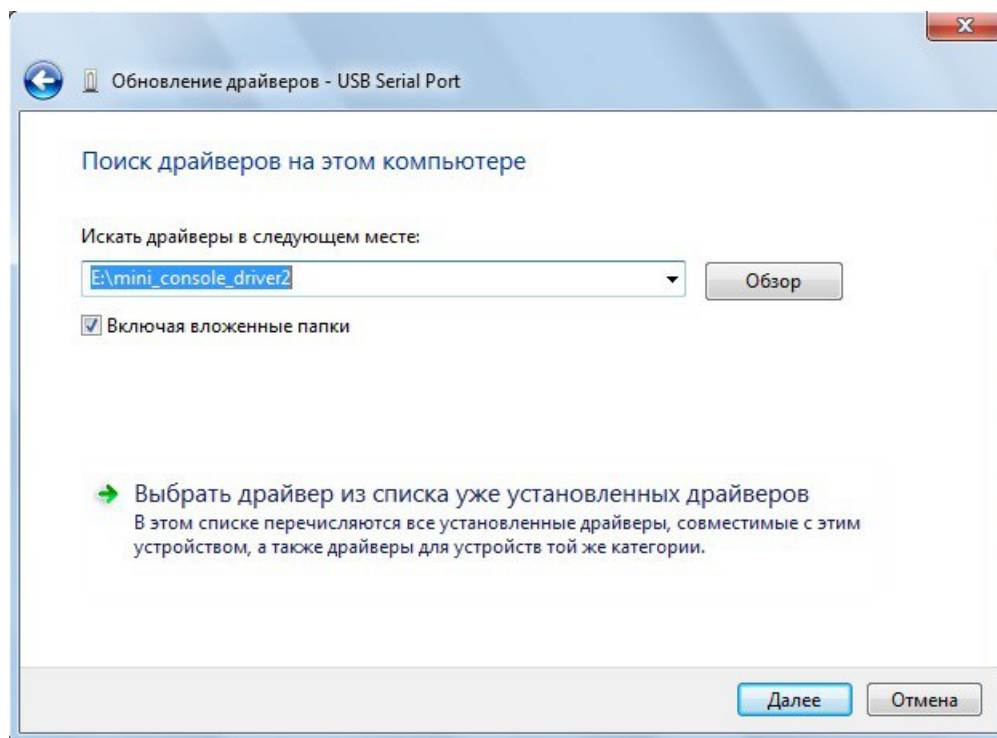 Обновление драйверов - USB Serial Port
Поиск драйверов на этом компьютере
Искать драйверы в следующем месте:
E:\mini_console_driver2
Обзор
Включая вложенные папки
Выбрать драйвер из списка уже установленных драйверов
В этом списке перечисляются все установленные драйверы, совместимые с этим
устройством, а также драйверы для устройств той же категории.
Далее
Отмена